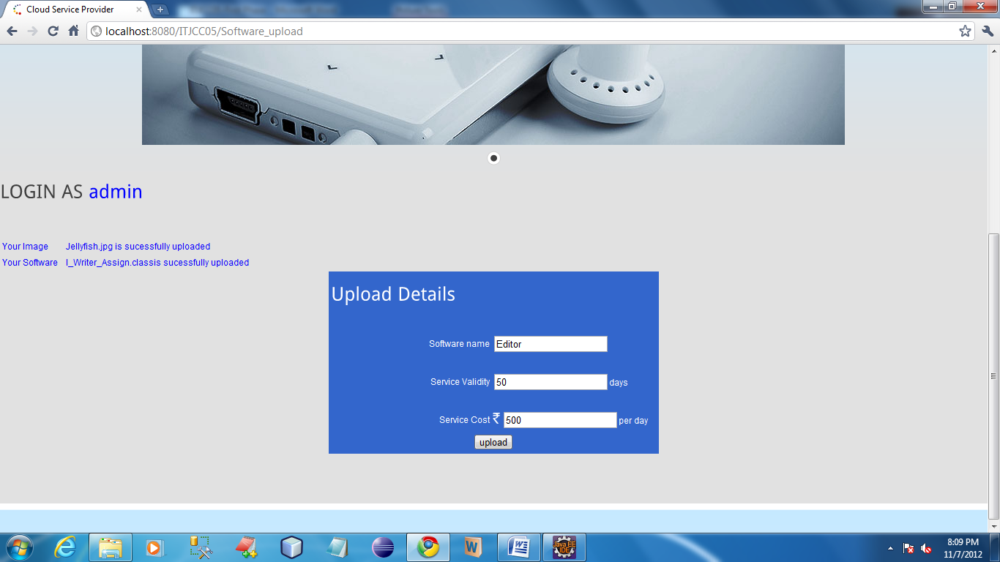 Cloud Service Provider
localhost:8080/ITJCC05/Software_upload
LOGIN AS admin
Your Image Jellyfish.jpg is sucessfully uploaded
Your Software I_Writer_Assign.classis sucessfully uploaded
Upload Details
Software name Editor
Service Validity 50 days
Service Cost ₹ 500 per day
upload
Java EE
IDE
8:09 PM
11/7/2012